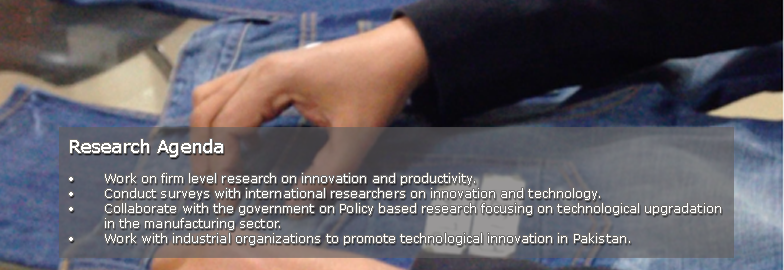 Research Agenda
• Work on firm level research on innovation and productivity.
• Conduct surveys with international researchers on innovation and technology.
• Collaborate with the government on Policy based research focusing on technological upgradation
in the manufacturing sector.
• Work with industrial organizations to promote technological innovation in Pakistan.